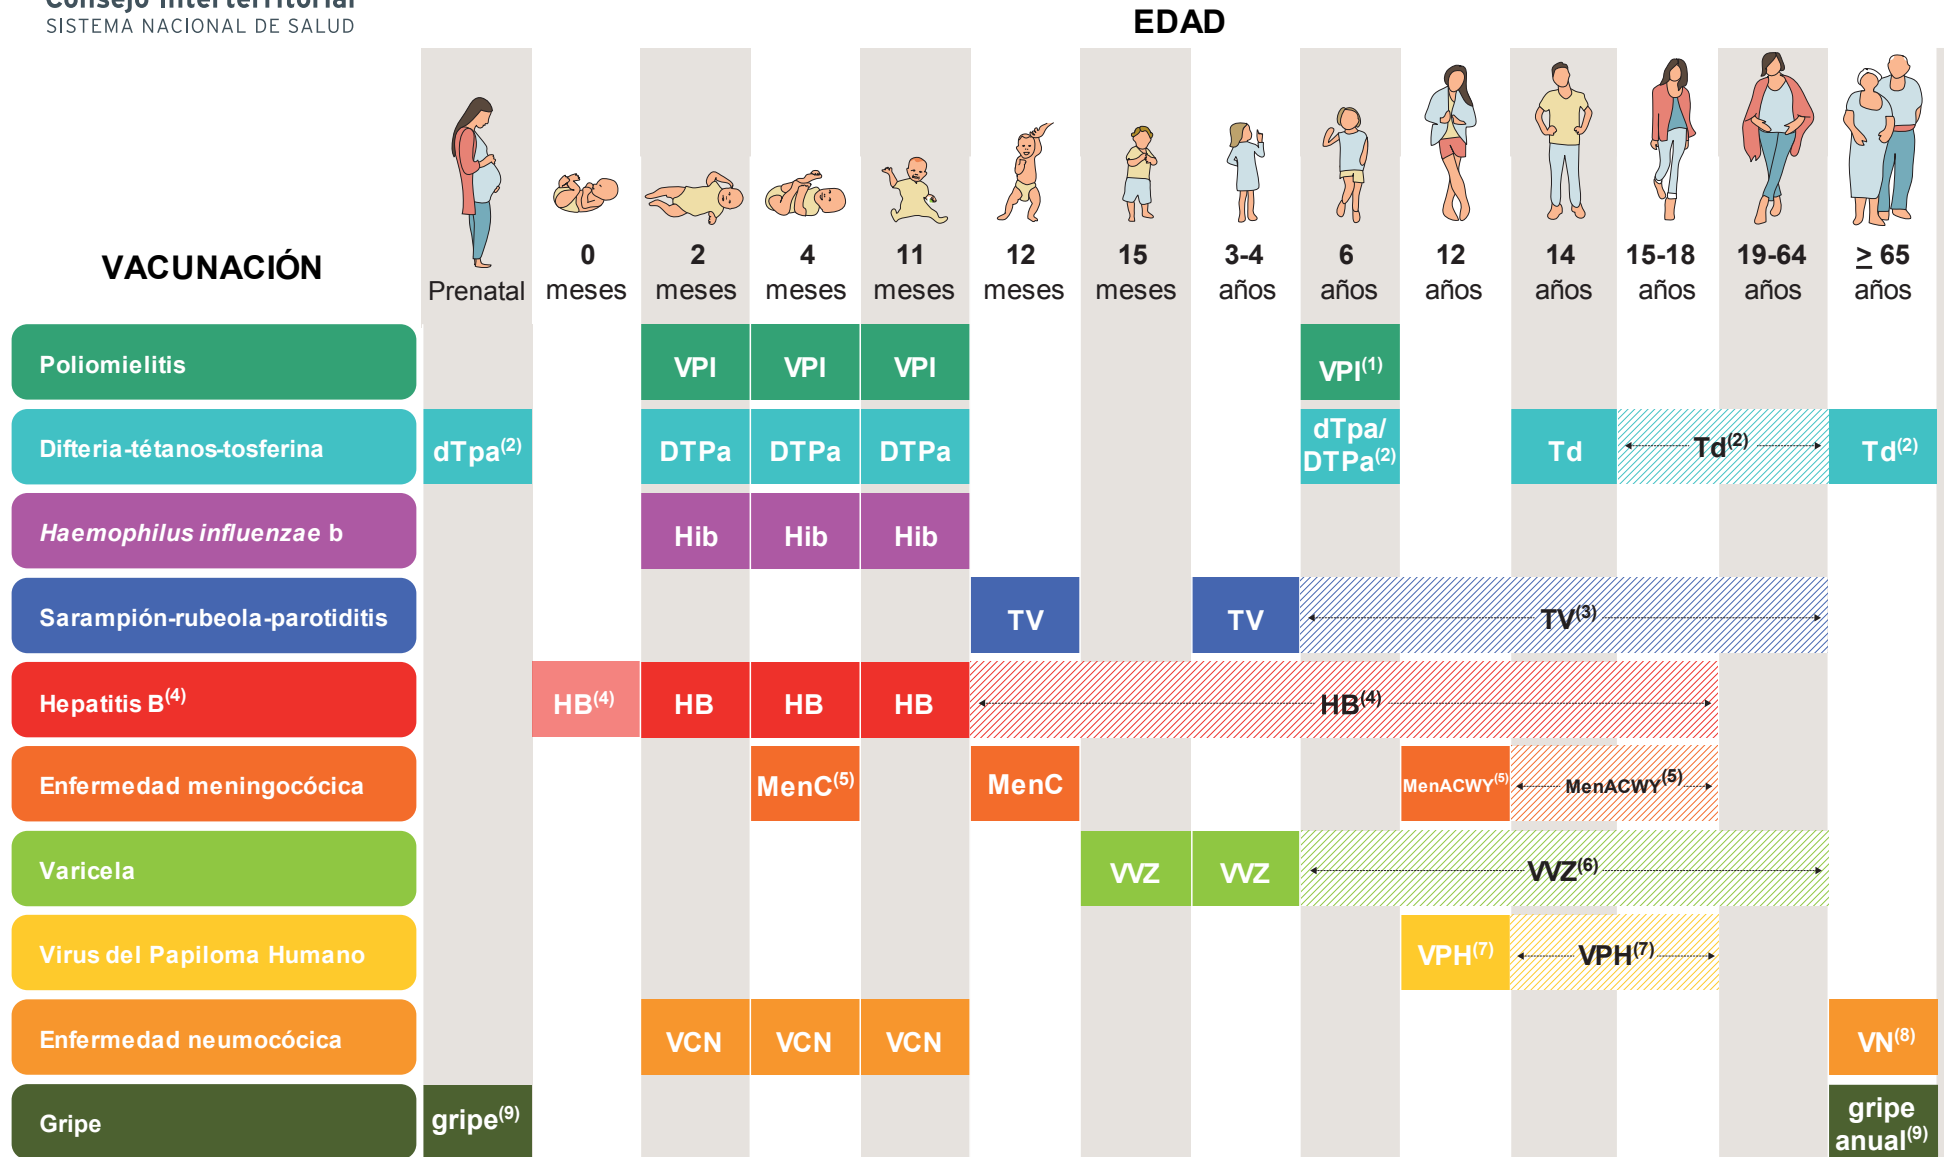 Consejo Interterritorial
SISTEMA NACIONAL DE SALUD
EDAD
VACUNACIÓN
Prenatal
0
meses
2
meses
4
meses
11
meses
12
meses
15
meses
3-4
años
6
años
12
años
14
años
15-18
años
19-64
años
≥ 65
años
Poliomielitis
VPI
VPI
VPI
VPI(1)
Difteria-tétanos-tosferina
dTpa(2)
DTPa
DTPa
DTPa
dTpa/
DTPa(2)
Td
Td(2)
Td(2)
Haemophilus influenzae b
Hib
Hib
Hib
Sarampión-rubeola-parotiditis
TV
TV
TV(3)
Hepatitis B(4)
HB(4)
HB
HB
HB
HB(4)
Enfermedad meningocócica
MenC(5)
MenC
MenACWY(5)
MenACWY(5)
Varicela
VVZ
VVZ
VVZ(6)
Virus del Papiloma Humano
VPH(7)
VPH(7)
Enfermedad neumocócica
VCN
VCN
VCN
VN(8)
Gripe
gripe(9)
gripe
anual(9)